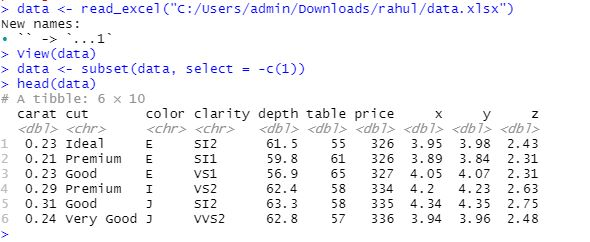 > data <- read_excel("C:/Users/admin/Downloads/rahul/data.xlsx")
New names:
• `` -> `...1`
> View(data)
> data <- subset(data, select = -c(1))
> head(data)
# A tibble: 6 × 10
  carat cut       color clarity depth table price     x     y     z
  <dbl> <chr>     <chr> <chr>   <dbl> <dbl> <dbl> <dbl> <dbl> <dbl>
1  0.23 Ideal     E     SI2      61.5    55   326  3.95  3.98  2.43
2  0.21 Premium   E     SI1      59.8    61   326  3.89  3.84  2.31
3  0.23 Good      E     VS1      56.9    65   327  4.05  4.07  2.31
4  0.29 Premium   I     VS2      62.4    58   334  4.2   4.23  2.63
5  0.31 Good      J     SI2      63.3    58   335  4.34  4.35  2.75
6  0.24 Very Good J     VVS2     62.8    57   336  3.94  3.96  2.48
>